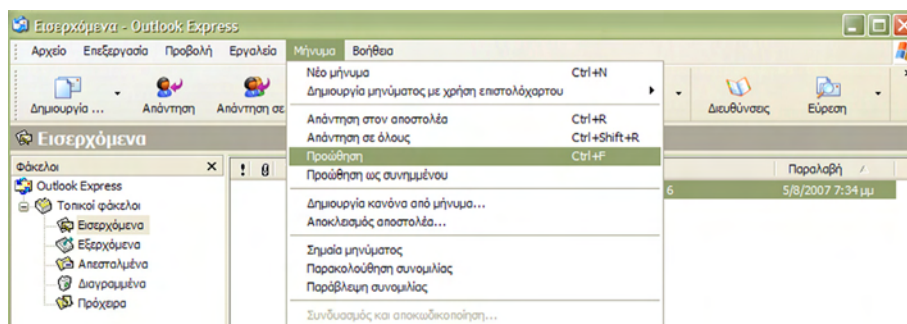 Εισερχόμενα - Outlook Express
Αρχείο Επεξεργασία Προβολή Εργαλεία Μήνυμα Βοήθεια
Δημιουργία ... Απάντηση Απάντηση σε Διευθύνσεις Εύρεση
Νέο μήνυμα Ctrl+N
Δημιουργία μηνύματος με χρήση επιστολόχαρτου
Απάντηση στον αποστολέα Ctrl+R
Απάντηση σε όλους Ctrl+Shift+R
Προώθηση Ctrl+F
Προώθηση ως συνημμένου
Δημιουργία κανόνα από μήνυμα...
Αποκλεισμός αποστολέα...
Σημαία μηνύματος
Παρακολούθηση συνομιλίας
Παράβλεψη συνομιλίας
Συνδυασμός και αποκωδικοποίηση...
Εισερχόμενα
Φάκελοι
Outlook Express
Τοπικοί φάκελοι
Εισερχόμενα
Εξερχόμενα
Απεσταλμένα
Διαγραμμένα
Πρόχειρα
Παραλαβή
6 5/8/2007 7:34 μμ